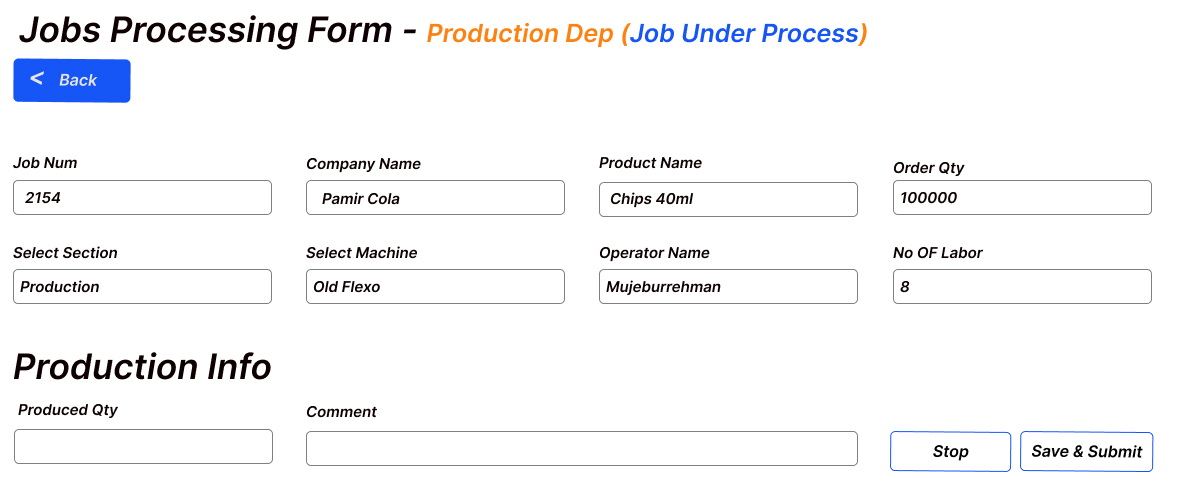 Jobs Processing Form - Production Dep (Job Under Process)
< Back
Job Num Company Name Product Name Order Qty
2154 Pamir Cola Chips 40ml 100000
Select Section Select Machine Operator Name No OF Labor
Production Old Flexo Mujeburrehman 8
Production Info
Produced Qty Comment
Stop Save & Submit